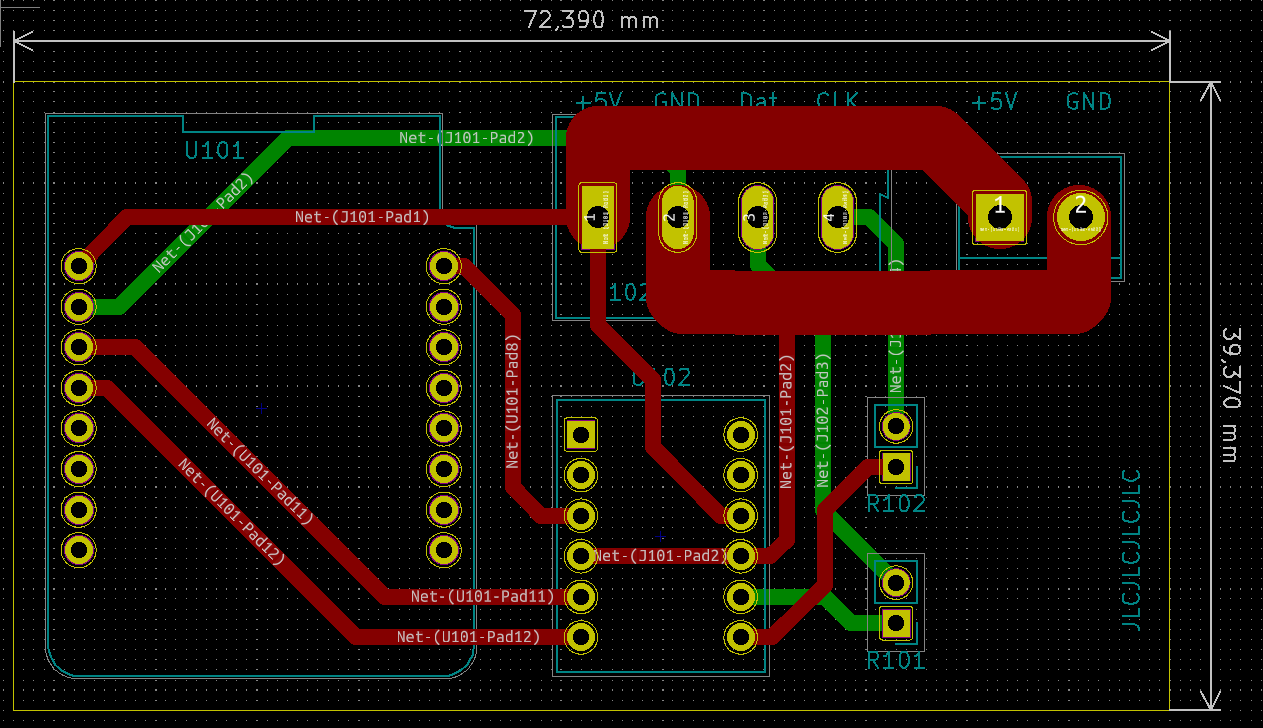 72,390 mm
+5V GND Dat CLK +5V GND
Net-(J101-Pad2)
U101
Pad2)
Net-(J1
Net-(J101-Pad1)
1 2 3 4 1 2
102
Net-(U101-Pad8)
Net-(J101-Pad2)
Net-(J102-Pad3)
Net-(J
39,370 mm
Net-(U101-Pad11)
Net-(U101-Pad12)
R102
Net-(J101-Pad2)
JLCJLCJLCJLC
Net-(U101-Pad11)
Net-(U101-Pad12)
R101